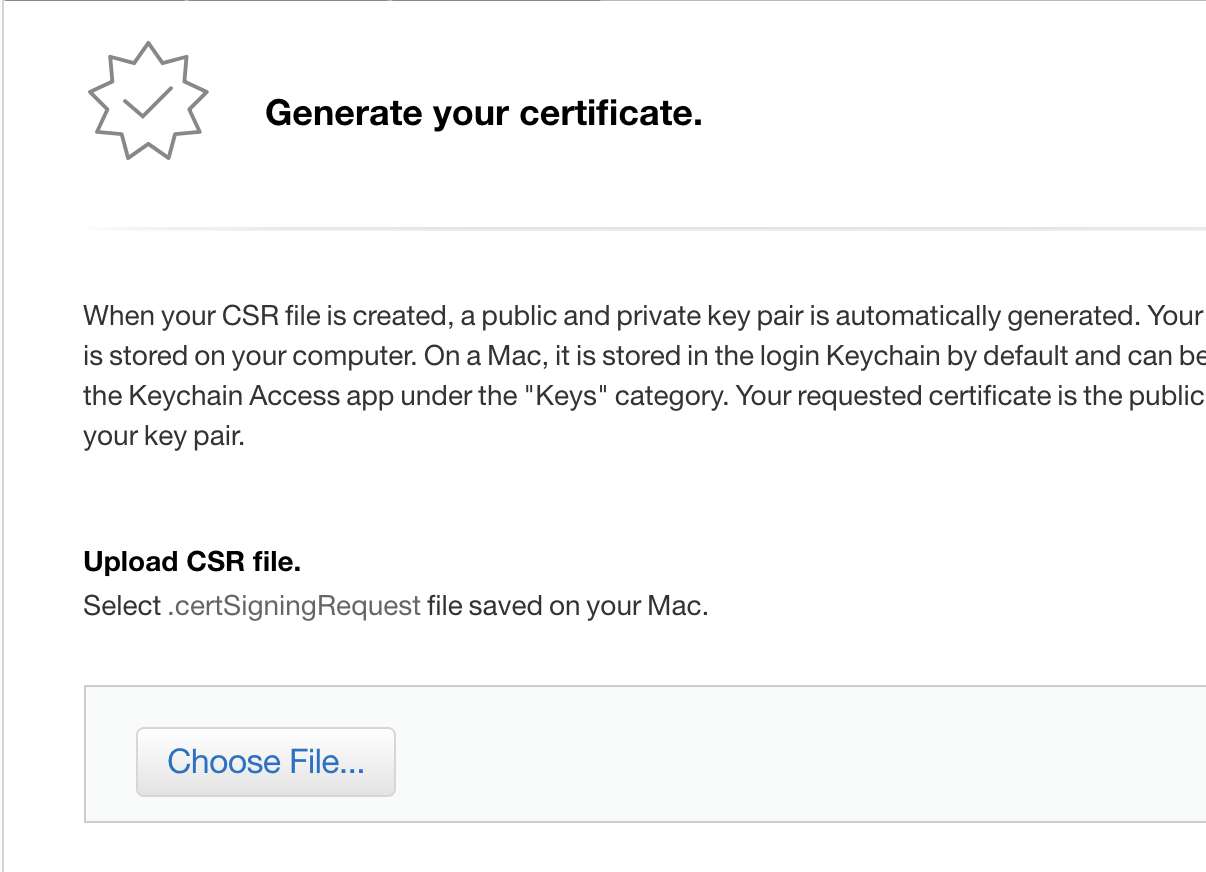 Generate your certificate.
When your CSR file is created, a public and private key pair is automatically generated. Your
is stored on your computer. On a Mac, it is stored in the login Keychain by default and can be
the Keychain Access app under the "Keys" category. Your requested certificate is the public
your key pair.
Upload CSR file.
Select .certSigningRequest file saved on your Mac.
Choose File...